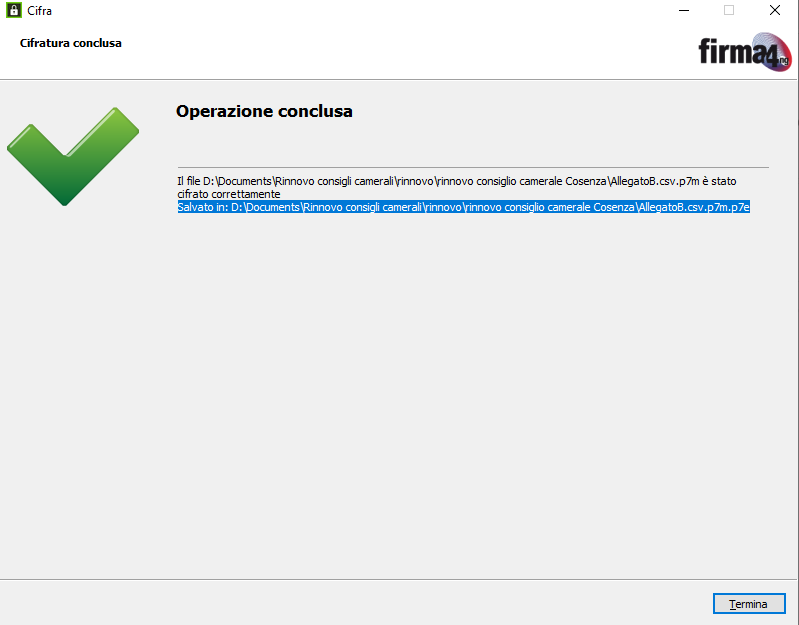 Cifra
Cifratura conclusa
firma4ng
Operazione conclusa
Il file D:\Documents\Rinnovo consigli camerali\rinnovo\rinnovo consiglio camerale Cosenza\AllegatoB.csv.p7m è stato
cifrato correttamente
Salvato in: D:\Documents\Rinnovo consigli camerali\rinnovo\rinnovo consiglio camerale Cosenza\AllegatoB.csv.p7m.p7e
Termina